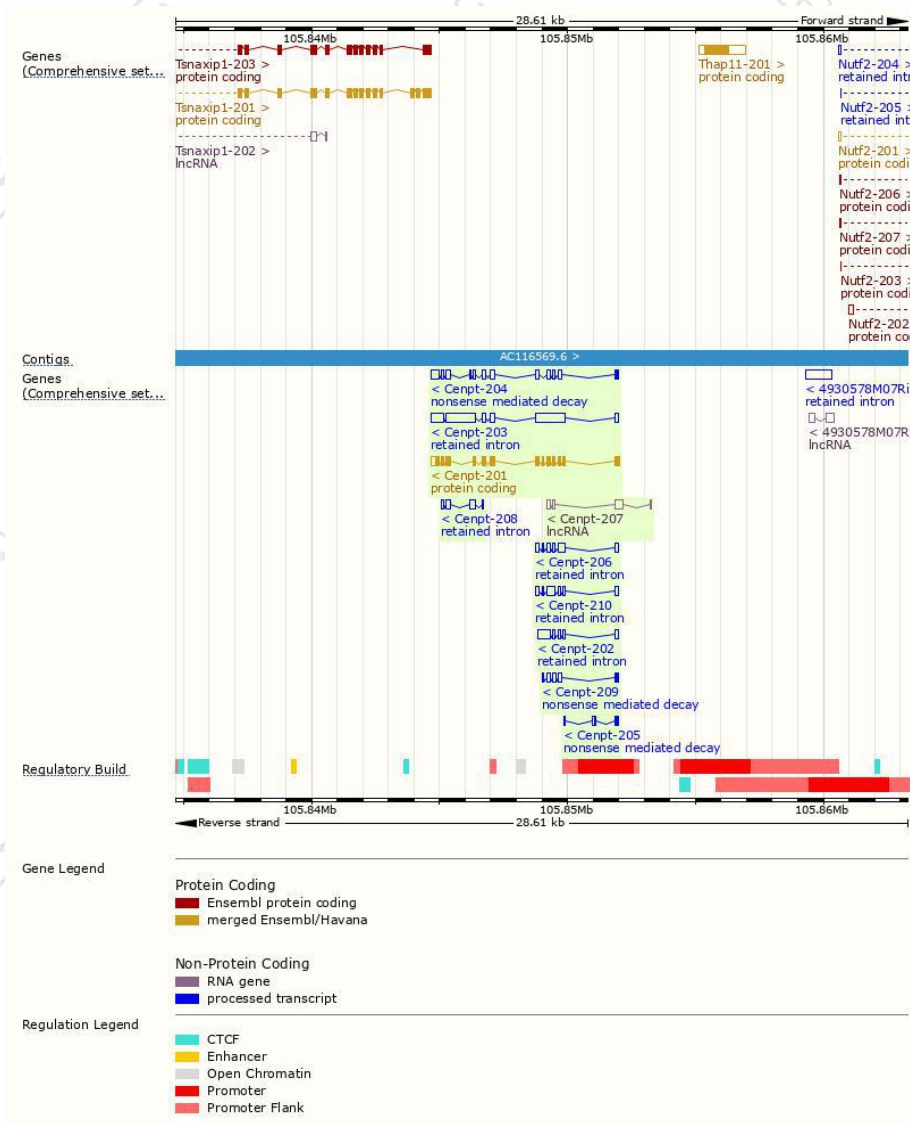 28.61 kb
Forward strand
105.84Mb
105.85Mb
105.86Mb
Genes
(Comprehensive set...
Tsnaxip1-203 >
protein coding
Tsnaxip1-201 >
protein coding
Tsnaxip1-202 >
lncRNA
Thap11-201 >
protein coding
Nutf2-204 >
retained intr
Nutf2-205 >
retained int
Nutf2-201 >
protein codi
Nutf2-206 >
protein codi
Nutf2-207 >
protein codi
Nutf2-203 >
protein codi
Nutf2-202
protein co
Contigs
AC116569.6 >
Genes
(Comprehensive set...
< Cenpt-204
nonsense mediated decay
< Cenpt-203
retained intron
< Cenpt-201
protein coding
< Cenpt-208
retained intron
< Cenpt-207
lncRNA
< Cenpt-206
retained intron
< Cenpt-210
retained intron
< Cenpt-202
retained intron
< Cenpt-209
nonsense mediated decay
< Cenpt-205
nonsense mediated decay
< 4930578M07Ri
retained intron
< 4930578M07R
lncRNA
Regulatory Build
105.84Mb
105.85Mb
105.86Mb
Reverse strand
28.61 kb
Gene Legend
Protein Coding
Ensembl protein coding
merged Ensembl/Havana
Non-Protein Coding
RNA gene
processed transcript
Regulation Legend
CTCF
Enhancer
Open Chromatin
Promoter
Promoter Flank